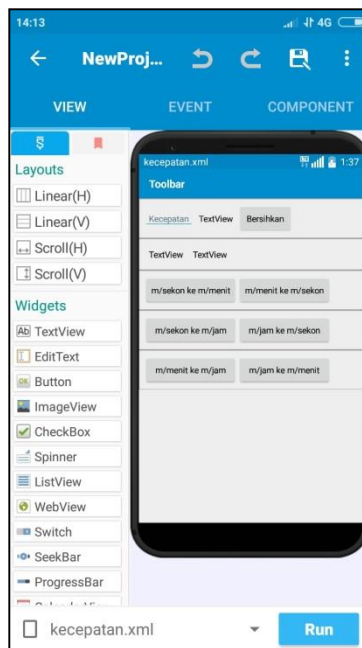 14:13
4G
NewProj...
VIEW EVENT COMPONENT
Layouts
Linear(H)
Linear(V)
Scroll(H)
Scroll(V)
Widgets
Ab TextView
EditText
OK Button
ImageView
CheckBox
Spinner
ListView
WebView
Switch
SeekBar
ProgressBar
kecepatan.xml 1:37
Toolbar
Kecepatan TextView Bersihkan
TextView TextView
m/sekon ke m/menit m/menit ke m/sekon
m/sekon ke m/jam m/jam ke m/sekon
m/menit ke m/jam m/jam ke m/menit
kecepatan.xml
Run